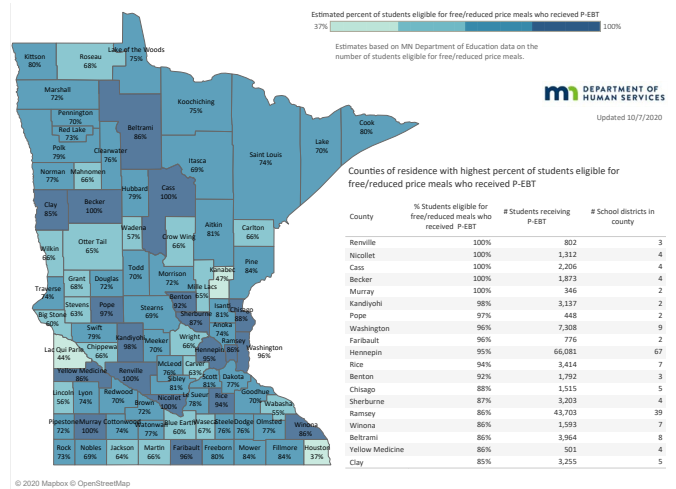 Estimated percent of students eligible for free/reduced price meals who recieved P-EBT
37%
100%
Estimates based on MN Department of Education data on the
number of students eligible for free/reduced price meals.
DEPARTMENT OF
HUMAN SERVICES
Updated 10/7/2020
Kittson
80%
Roseau
68%
Lake of the Woods
75%
Marshall
72%
Koochiching
75%
Pennington
70%
Red Lake
73%
Beltrami
86%
Cook
80%
Lake
70%
Polk
79%
Clearwater
76%
Itasca
69%
Saint Louis
74%
Norman
77%
Mahnomen
66%
Hubbard
79%
Cass
100%
Clay
85%
Becker
100%
Wadena
57%
Crow Wing
66%
Aitkin
81%
Carlton
66%
Wilkin
66%
Otter Tail
65%
Todd
70%
Morrison
72%
Kanabec
47%
Pine
84%
Grant
68%
Douglas
72%
Mille Lacs
65%
Traverse
74%
Stevens
63%
Pope
97%
Stearns
69%
Benton
92%
Isanti
81%
Chisago
88%
Big Stone
60%
Sherburne
87%
Anoka
74%
Swift
79%
Kandiyohi
98%
Meeker
70%
Wright
66%
Ramsey
86%
Washington
96%
Hennepin
95%
Lac Qui Parle
44%
Chippewa
66%
McLeod
76%
Carver
63%
Yellow Medicine
86%
Renville
100%
Sibley
81%
Scott
81%
Dakota
77%
Lincoln
56%
Lyon
74%
Redwood
70%
Brown
72%
Nicollet
100%
Le Sueur
78%
Rice
94%
Goodhue
70%
Wabasha
55%
Pipestone
72%
Murray
100%
Cottonwood
74%
Watonwan
77%
Blue Earth
60%
Waseca
67%
Steele
76%
Dodge
76%
Olmsted
77%
Winona
86%
Rock
73%
Nobles
69%
Jackson
64%
Martin
66%
Faribault
96%
Freeborn
80%
Mower
84%
Fillmore
84%
Houston
37%
Counties of residence with highest percent of students eligible for
free/reduced price meals who received P-EBT
County
% Students eligible for
free/reduced meals who
received P-EBT
# Students receiving
P-EBT
# School districts in
county
Renville 100% 802 3
Nicollet 100% 1,312 4
Cass 100% 2,206 4
Becker 100% 1,873 4
Murray 100% 346 2
Kandiyohi 98% 3,137 2
Pope 97% 448 2
Washington 96% 7,308 9
Faribault 96% 776 2
Hennepin 95% 66,081 67
Rice 94% 3,414 7
Benton 92% 1,792 3
Chisago 88% 1,515 5
Sherburne 87% 3,203 4
Ramsey 86% 43,703 39
Winona 86% 1,593 7
Beltrami 86% 3,964 8
Yellow Medicine 86% 501 4
Clay 85% 3,255 5
© 2020 Mapbox © OpenStreetMap